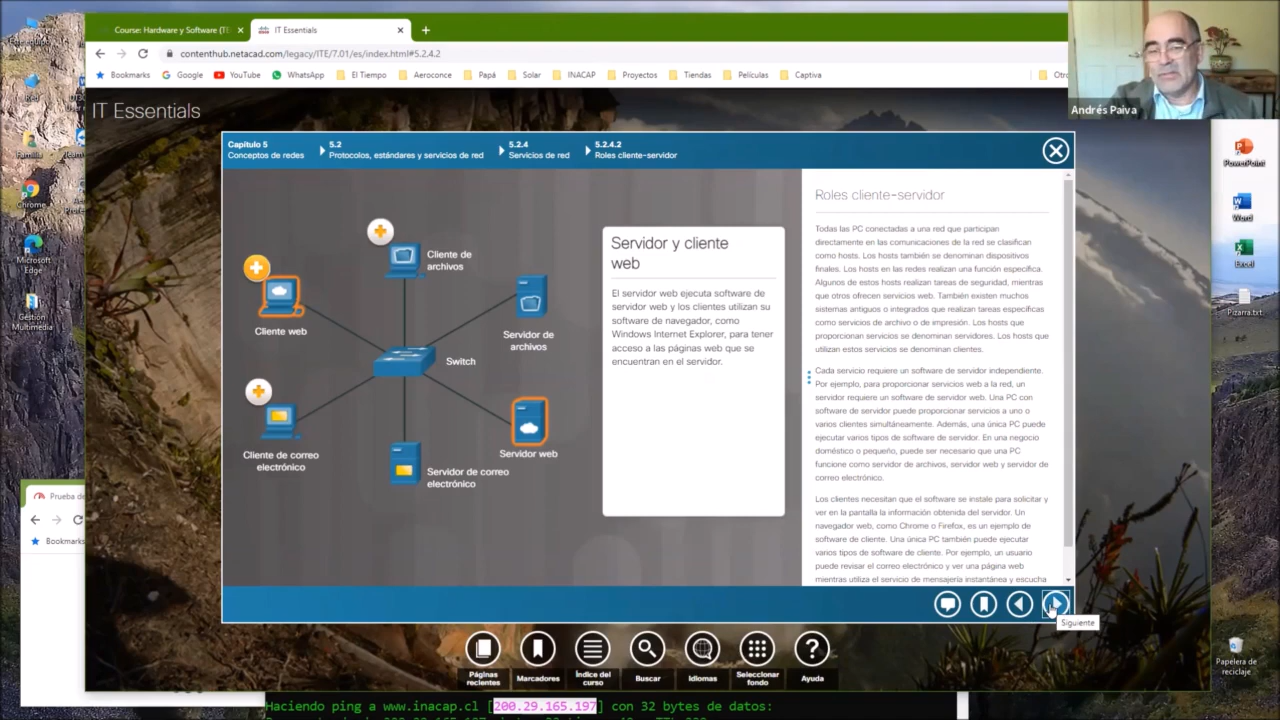 Course: Hardware y Software (TI
IT Essentials
contenthub.netacad.com/legacy/ITE/7.01/es/index.html#5.2.4.2
Bookmarks
Google
YouTube
WhatsApp
El Tiempo
Aeroconce
Papá
Solar
INACAP
Proyectos
Tiendas
Películas
Captiva
Otro
Andrés Paiva
IT Essentials
Capítulo 5
Conceptos de redes
5.2
Protocolos, estándares y servicios de red
5.2.4
Servicios de red
5.2.4.2
Roles cliente-servidor
Cliente de
archivos
Cliente web
Servidor de
archivos
Switch
Cliente de correo
electrónico
Servidor de correo
electrónico
Servidor web
Servidor y cliente
web
El servidor web ejecuta software de
servidor web y los clientes utilizan su
software de navegador, como
Windows Internet Explorer, para tener
acceso a las páginas web que se
encuentran en el servidor.
Roles cliente-servidor
Todas las PC conectadas a una red que participan
directamente en las comunicaciones de la red se clasifican
como hosts. Los hosts también se denominan dispositivos
finales. Los hosts en las redes realizan una función específica.
Algunos de estos hosts realizan tareas de seguridad, mientras
que otros ofrecen servicios web. También existen muchos
sistemas antiguos o integrados que realizan tareas específicas
como servicios de archivo o de impresión. Los hosts que
proporcionan servicios se denominan servidores. Los hosts que
utilizan estos servicios se denominan clientes.
Cada servicio requiere un software de servidor independiente.
Por ejemplo, para proporcionar servicios web a la red, un
servidor requiere un software de servidor web. Una PC con
software de servidor puede proporcionar servicios a uno o
varios clientes simultáneamente. Además, una única PC puede
ejecutar varios tipos de software de servidor. En una negocio
doméstico o pequeño, puede ser necesario que una PC
funcione como servidor de archivos, servidor web y servidor de
correo electrónico.
Los clientes necesitan que el software se instale para solicitar y
ver en la pantalla la información obtenida del servidor. Un
navegador web, como Chrome o Firefox, es un ejemplo de
software de cliente. Una única PC también puede ejecutar
varios tipos de software de cliente. Por ejemplo, un usuario
puede revisar el correo electrónico y ver una página web
mientras utiliza el servicio de mensajería instantánea y escucha
Siguiente
Páginas
recientes
Marcadores
Índice del
curso
Buscar
Idiomas
Seleccionar
fondo
Ayuda
Red
Familia
Chrome
Microsoft
Edge
Gestión
Multimedia
Prueba de
Bookmarks
PowerPoint
Word
Excel
Pizarra.txt
Papelera de
reciclaje
Haciendo ping a www.inacap.cl [200.29.165.197] con 32 bytes de datos: